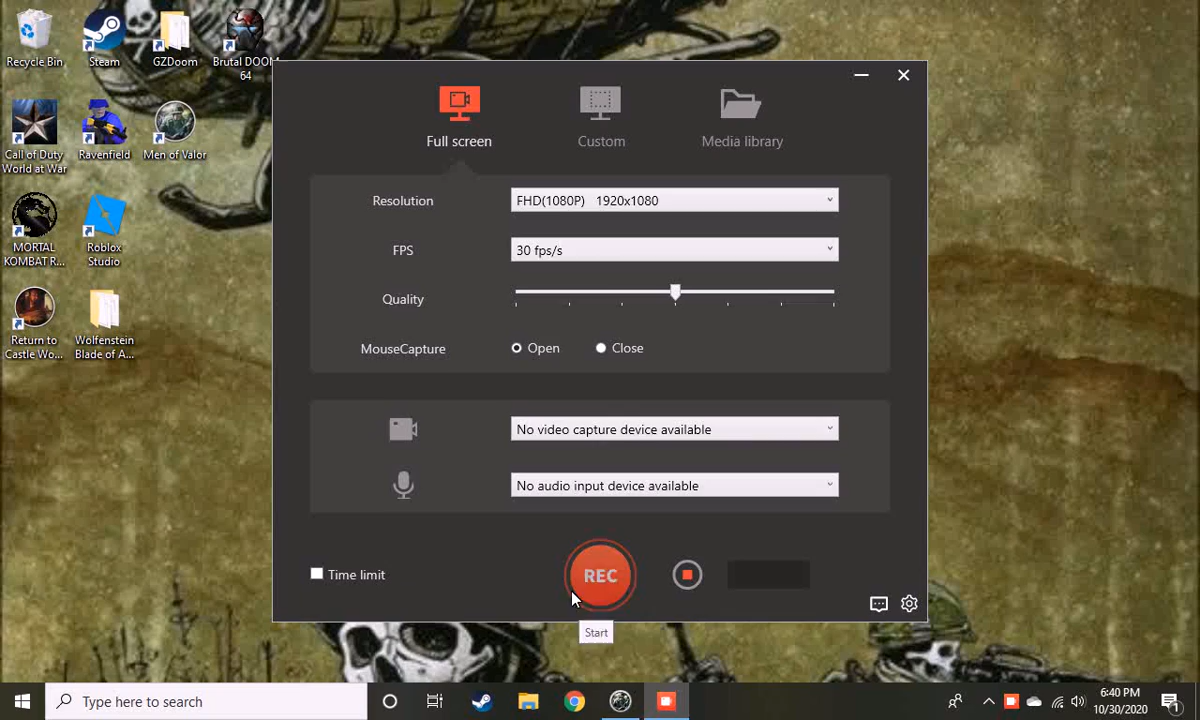 Recycle Bin
Steam
GZDoom
Brutal DOOM
64
Call of Duty
World at War
Ravenfield
Men of Valor
MORTAL
KOMBAT R...
Roblox
Studio
Return to
Castle Wo...
Wolfenstein
Blade of A...
Full screen
Custom
Media library
Resolution
FHD(1080P) 1920x1080
FPS
30 fps/s
Quality
MouseCapture
Open
Close
No video capture device available
No audio input device available
Time limit
REC
Start
Type here to search
6:40 PM
10/30/2020
1